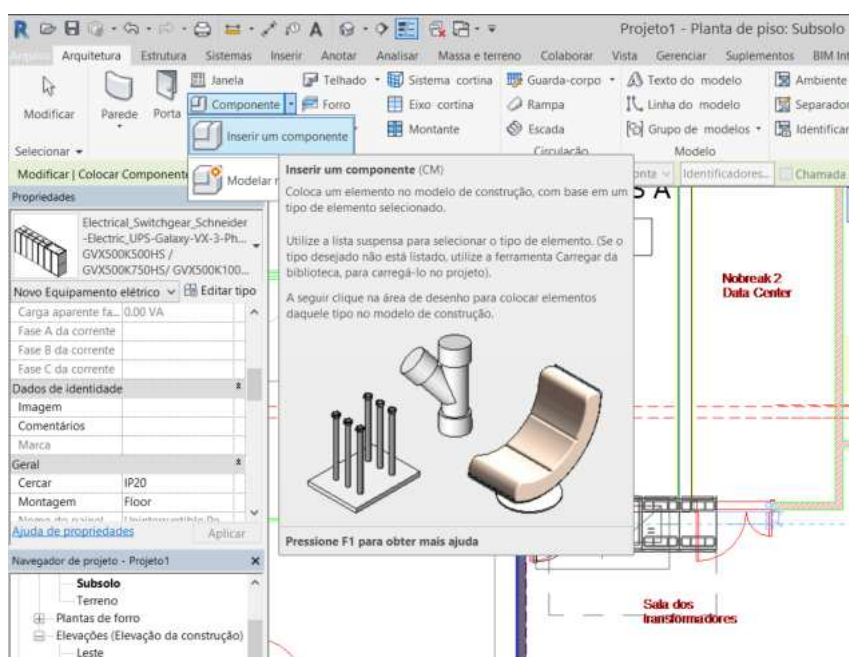 R A Projeto1 - Planta de piso: Subsolo
Arquivo Arquitetura Estrutura Sistemas Inserir Anotar Analisar Massa e terreno Colaborar Vista Gerenciar Suplementos BIM Int
Janela Telhado Sistema cortina Guarda-corpo Texto do modelo Ambiente
Modificar Parede Porta Componente Forro Eixo cortina Rampa Linha do modelo Separador
Inserir um componente Montante Escada Grupo de modelos Identificar
Selecionar Circulação Modelo
Modelar
Modificar | Colocar Componente Identificadores... Chamada
Propriedades
Electrical_Switchgear_Schneider
-Electric_UPS-Galaxy-VX-3-Ph...
GVX500K500HS /
GVX500K750HS/ GVX500K100...
Novo Equipamento elétrico Editar tipo
Carga aparente fa... 0.00 VA
Fase A da corrente
Fase B da corrente
Fase C da corrente
Dados de identidade
Imagem
Comentários
Marca
Geral
Cercar IP20
Montagem Floor
Ajuda de propriedades Aplicar
Navegador de projeto - Projeto1
Subsolo
Terreno
Plantas de forro
Elevações (Elevação da construção)
Leste
Inserir um componente (CM)
Coloca um elemento no modelo de construção, com base em um
tipo de elemento selecionado.
Utilize a lista suspensa para selecionar o tipo de elemento. (Se o
tipo desejado não está listado, utilize a ferramenta Carregar da
biblioteca, para carregá-lo no projeto).
A seguir clique na área de desenho para colocar elementos
daquele tipo no modelo de construção.
Pressione F1 para obter mais ajuda
Nobreak 2
Data Center
Sala dos
transformadores